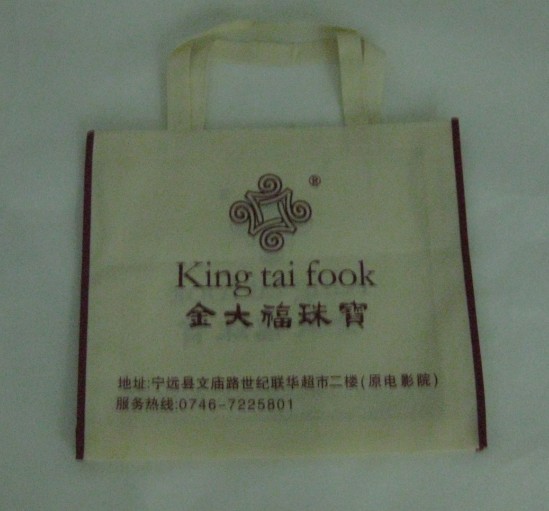 ®
King tai fook
金大福珠寶
地址:宁远县文庙路世纪联华超市二楼(原电影院)
服务热线:0746-7225801